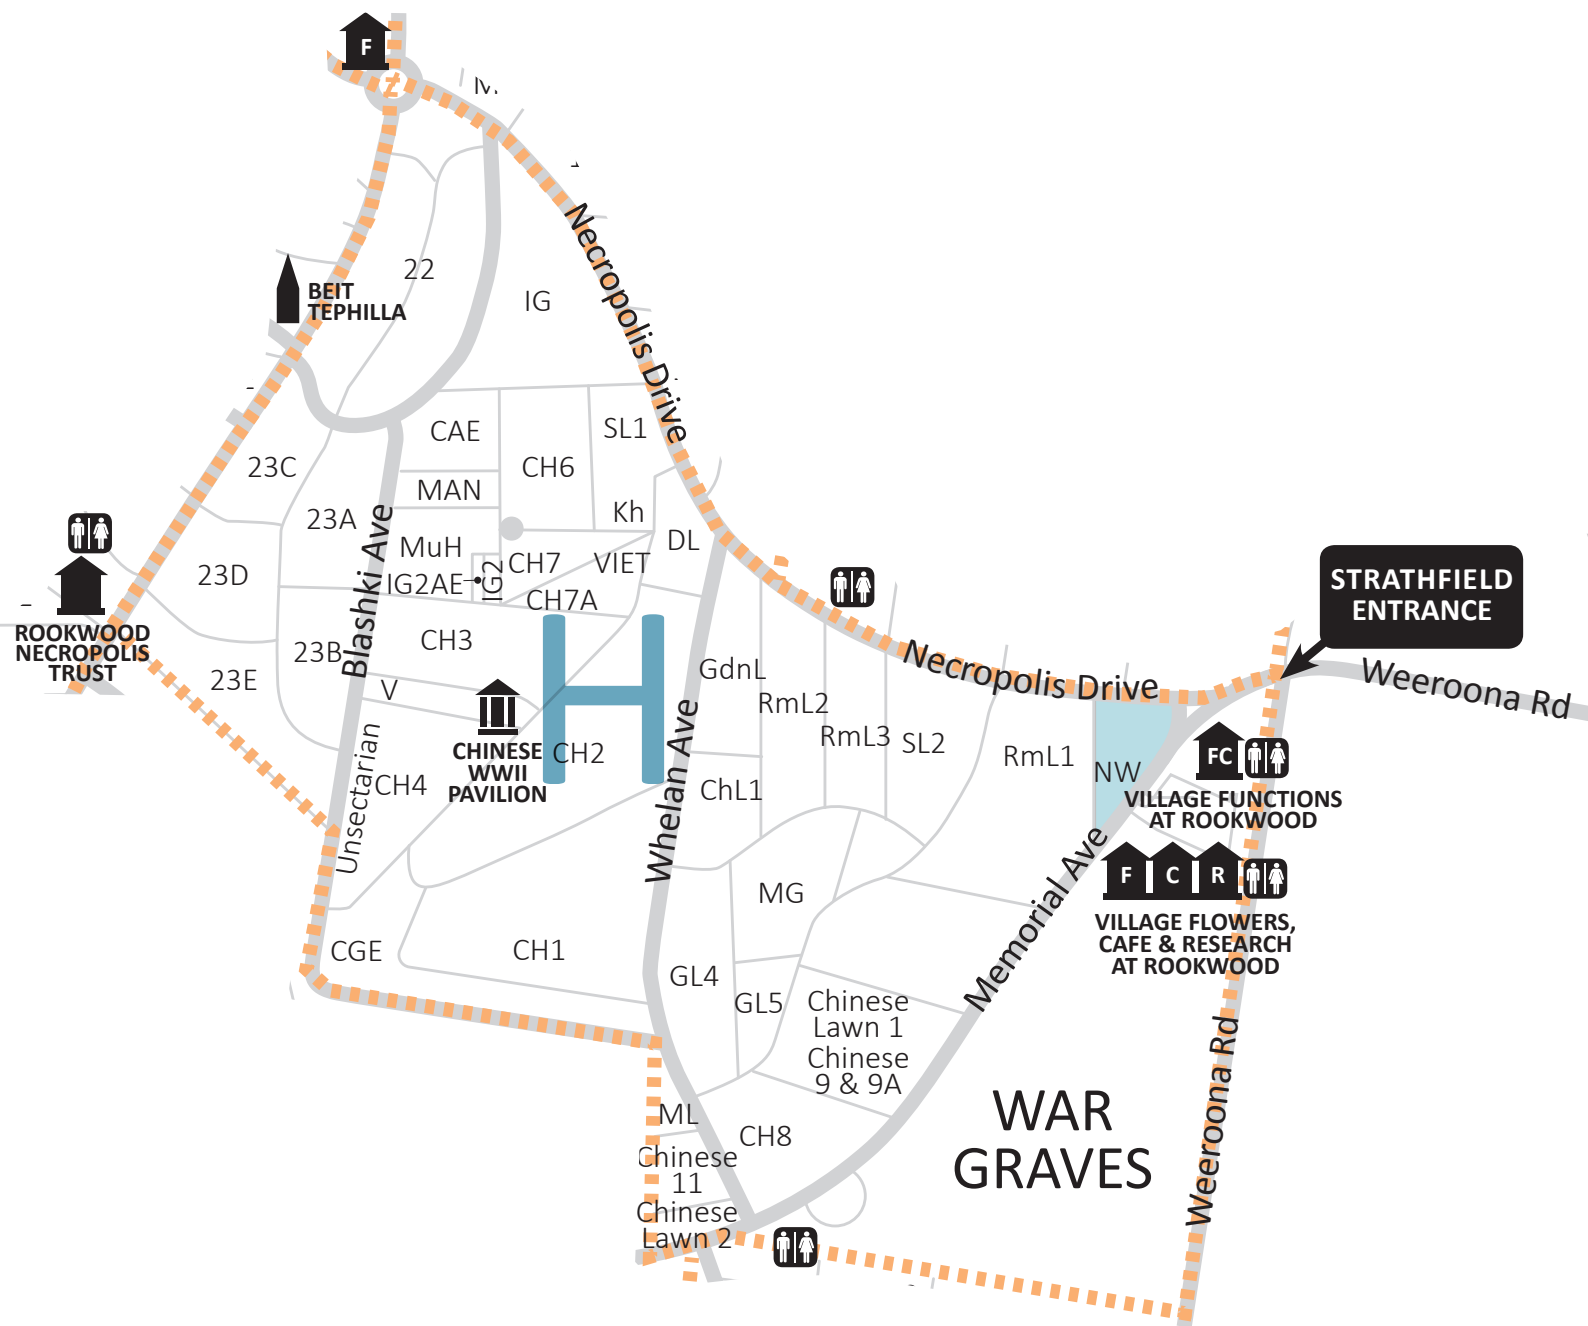 F
22
BEIT
TEPHILLA
IG
Necropolis Drive
CAE
SL1
23C
CH6
MAN
Kh
23A
MuH
DL
CH7
VIET
23D
IG2AE
IG2
CH7A
Blashki Ave
ROOKWOOD
NECROPOLIS
TRUST
23B
CH3
23E
V
H
GdnL
RmL2
RmL3
SL2
Necropolis Drive
STRATHFIELD
ENTRANCE
Weeroona Rd
RmL1
NW
FC
VILLAGE FUNCTIONS
AT ROOKWOOD
CHINESE
WWII
PAVILION
CH2
CH4
Unsectarian
Whelan Ave
ChL1
Memorial Ave
F
C
R
VILLAGE FLOWERS,
CAFE & RESEARCH
AT ROOKWOOD
MG
CGE
CH1
GL4
GL5
Chinese
Lawn 1
Chinese
9 & 9A
Weeroona Rd
WAR
GRAVES
ML
CH8
Chinese
11
Chinese
Lawn 2